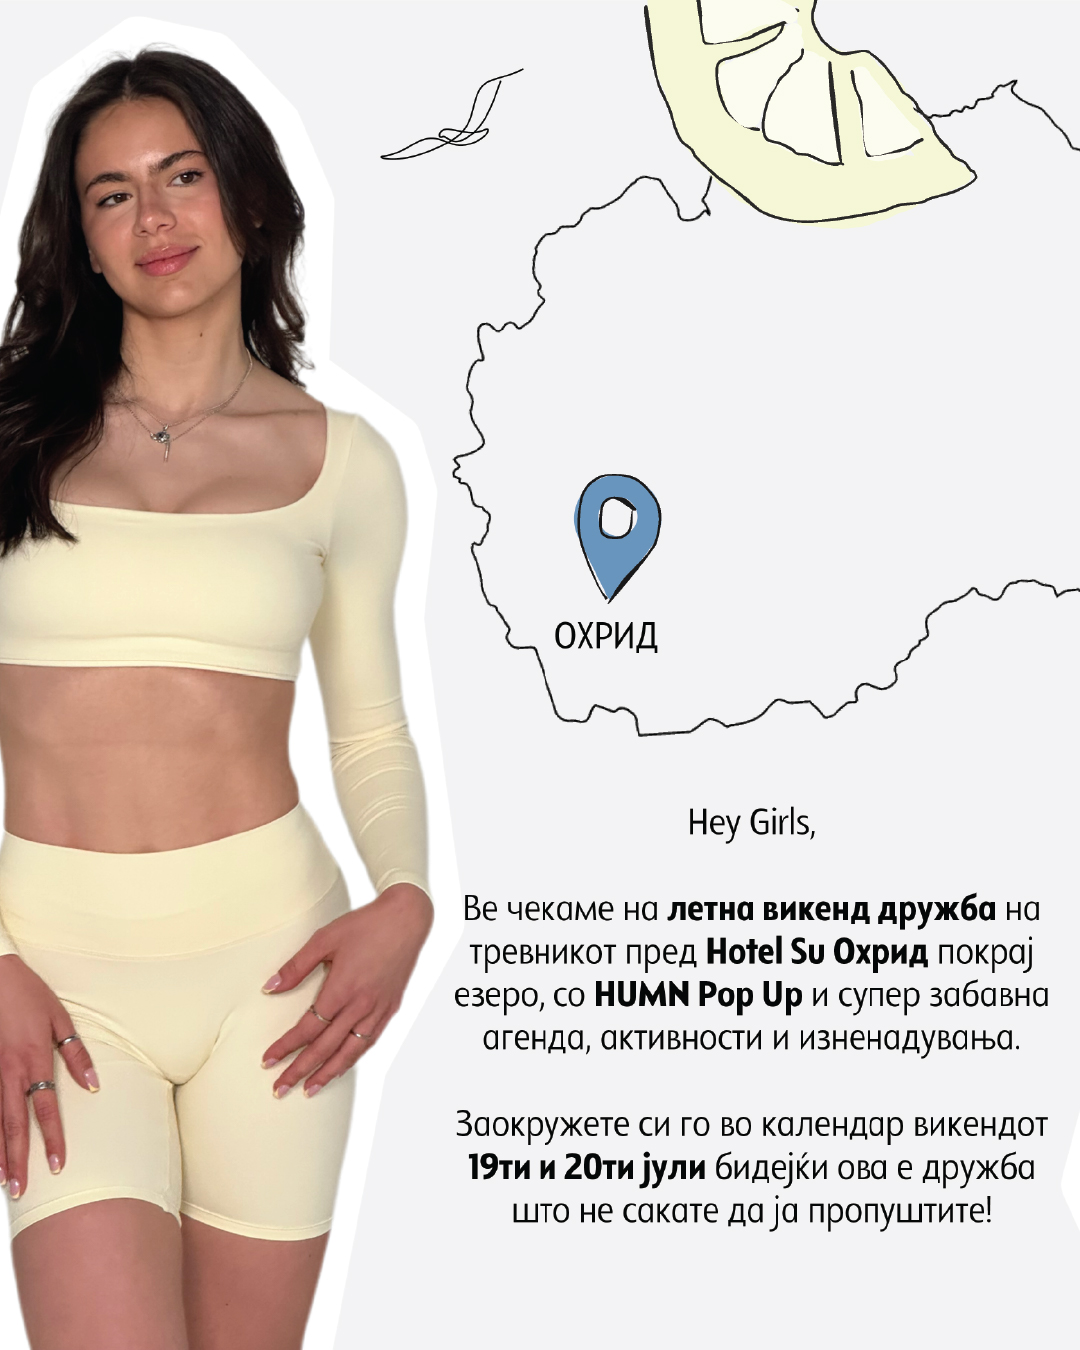 ОХРИД
Hey Girls,
Ве чекаме на летна викенд дружба на
тревникот пред Hotel Su Охрид покрај
езеро, со HUMN Pop Up и супер забавна
агенда, активности и изненадувања.
Заокружете си го во календар викендот
19ти и 20ти јули бидејќи ова е дружба
што не сакате да ја пропуштите!